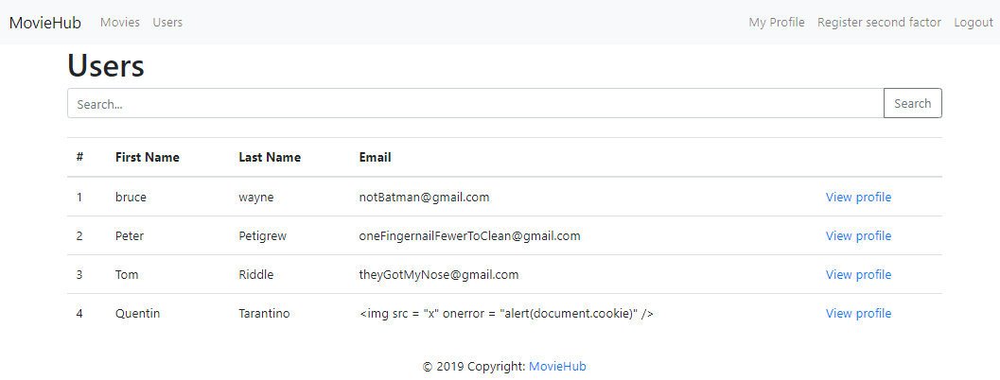 MovieHub Movies Users My Profile Register second factor Logout
Users
Search... Search
# First Name Last Name Email
1 bruce wayne notBatman@gmail.com View profile
2 Peter Petigrew oneFingernailFewerToClean@gmail.com View profile
3 Tom Riddle theyGotMyNose@gmail.com View profile
4 Quentin Tarantino <img src = "x" onerror = "alert(document.cookie)" /> View profile
© 2019 Copyright: MovieHub